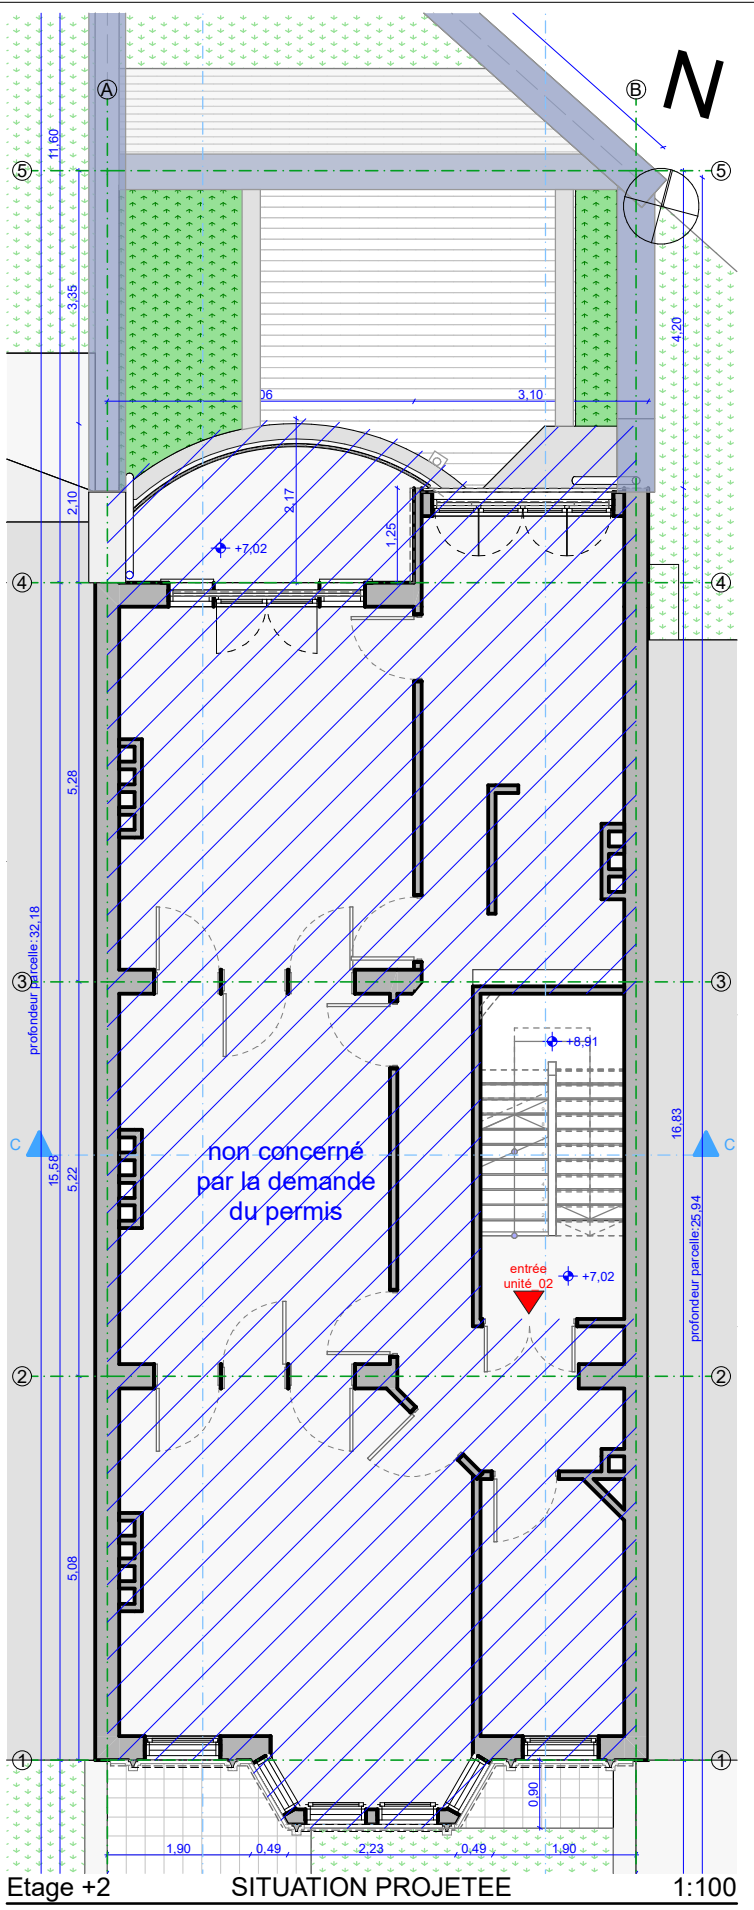 N
A
B
11,60
5
5
3,35
4,20
3,10
2,10
2,17
1,25
+7,02
4
4
5,28
profondeur parcelle:32,18
3
3
+8,91
16,83
C
C
15,58
5,22
non concerné
par la demande
du permis
profondeur parcelle:25,94
entrée
unité 02
+7,02
2
2
5,08
1
1
0,90
1,90
0,49
2,23
0,49
1,90
Etage +2
SITUATION PROJETEE
1:100